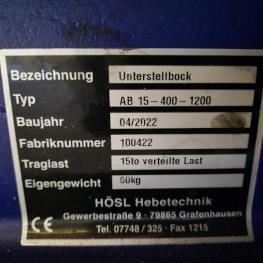 Bezeichnung Unterstellbock
Typ AB 15-400-1200
Baujahr 04/2022
Fabriknummer 100422
Traglast 15to verteilte Last
Eigengewicht 50kg
HÖSL Hebetechnik
Gewerbestraße 9 · 79865 Grafenhausen
CE Tel. 07748 / 325 · Fax 1215